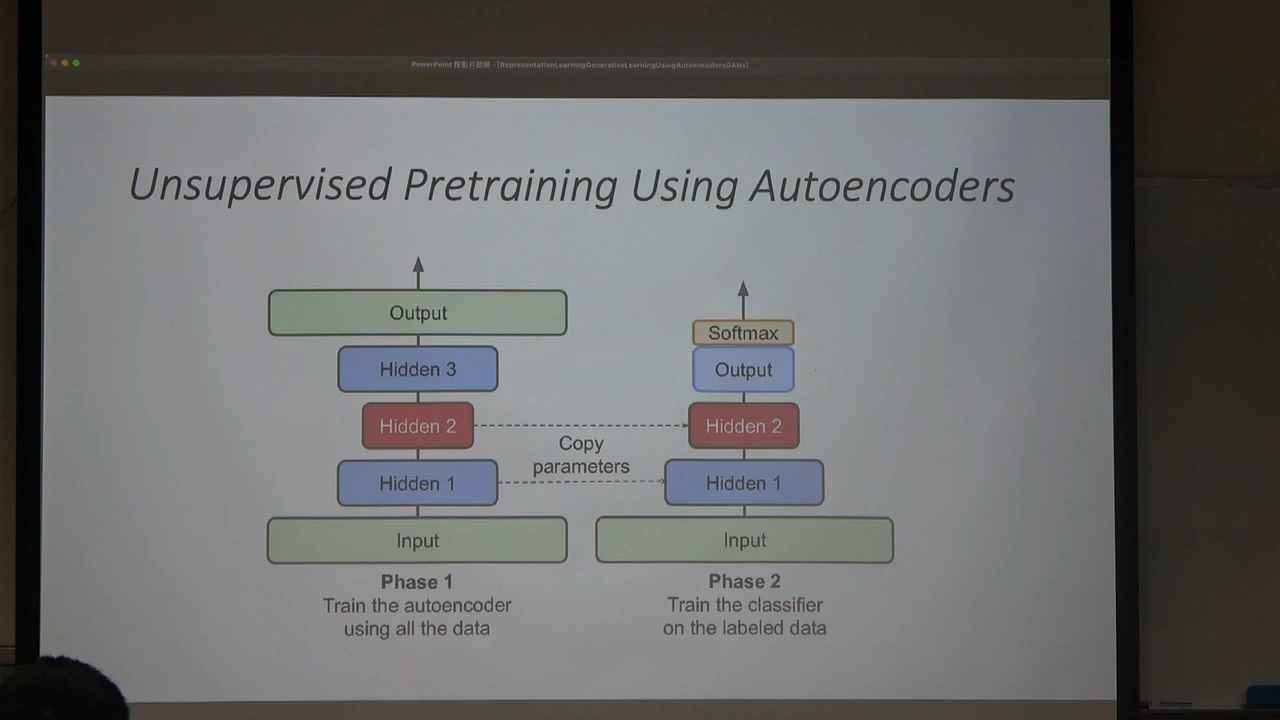 PowerPoint 投影片放映 - [RepresentationLearningGenerativeLearningUsingAutoencodersGANs]
Unsupervised Pretraining Using Autoencoders
Output
Hidden 3
Hidden 2
Hidden 1
Input
Phase 1
Train the autoencoder
using all the data
Copy
parameters
Softmax
Output
Hidden 2
Hidden 1
Input
Phase 2
Train the classifier
on the labeled data